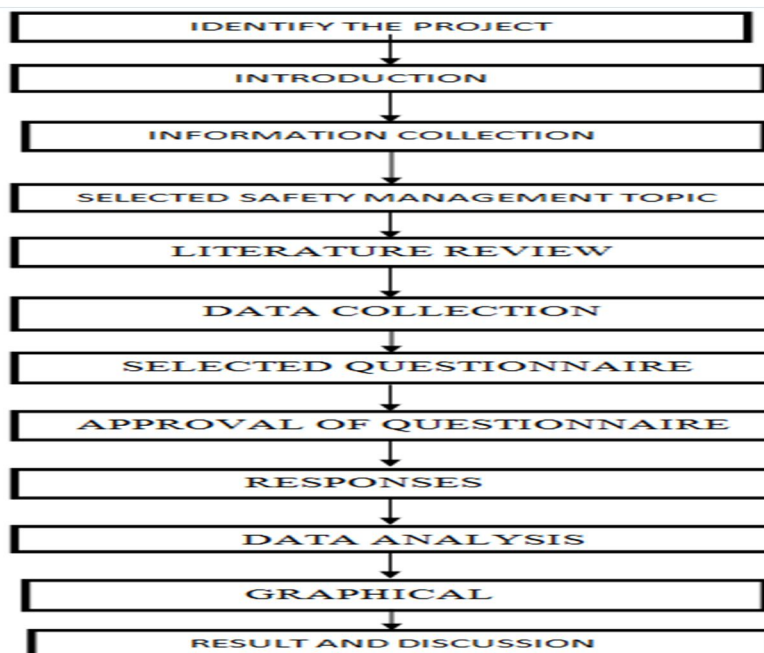 IDENTIFY THE PROJECT
INTRODUCTION
INFORMATION COLLECTION
SELECTED SAFETY MANAGEMENT TOPIC
LITERATURE REVIEW
DATA COLLECTION
SELECTED QUESTIONNAIRE
APPROVAL OF QUESTIONNAIRE
RESPONSES
DATA ANALYSIS
GRAPHICAL
RESULT AND DISCUSSION